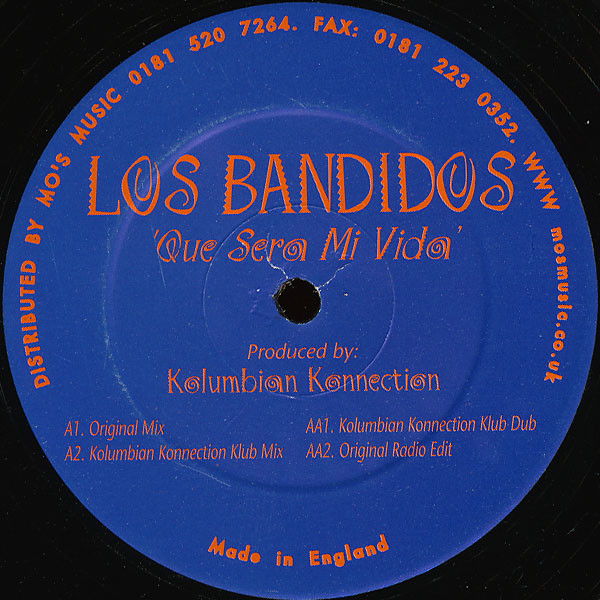 DISTRIBUTED BY MO'S MUSIC 0181 520 7264. FAX: 0181 223 0352. WWW mosmusic.co.uk
LOS BANDIDOS
'Que Sera Mi Vida'
Produced by:
Kolumbian Konnection
A1. Original Mix
A2. Kolumbian Konnection Klub Mix
AA1. Kolumbian Konnection Klub Dub
AA2. Original Radio Edit
Made in England